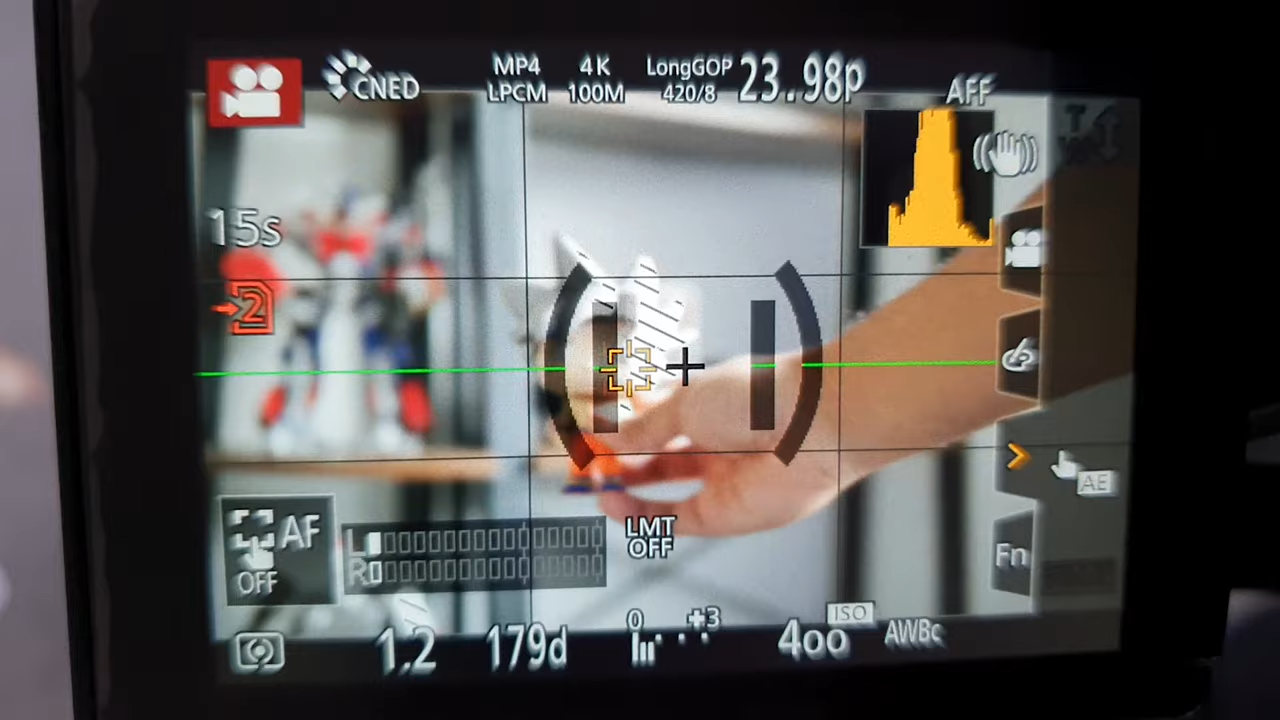 CNED
MP4 4K LongGOP 23.98p
LPCM 100M 420/8
AFF
15s
2
AF
OFF
L
R
LMT
OFF
AE
Fn
0 +3
1.2 179d
ISO
400 AWBc